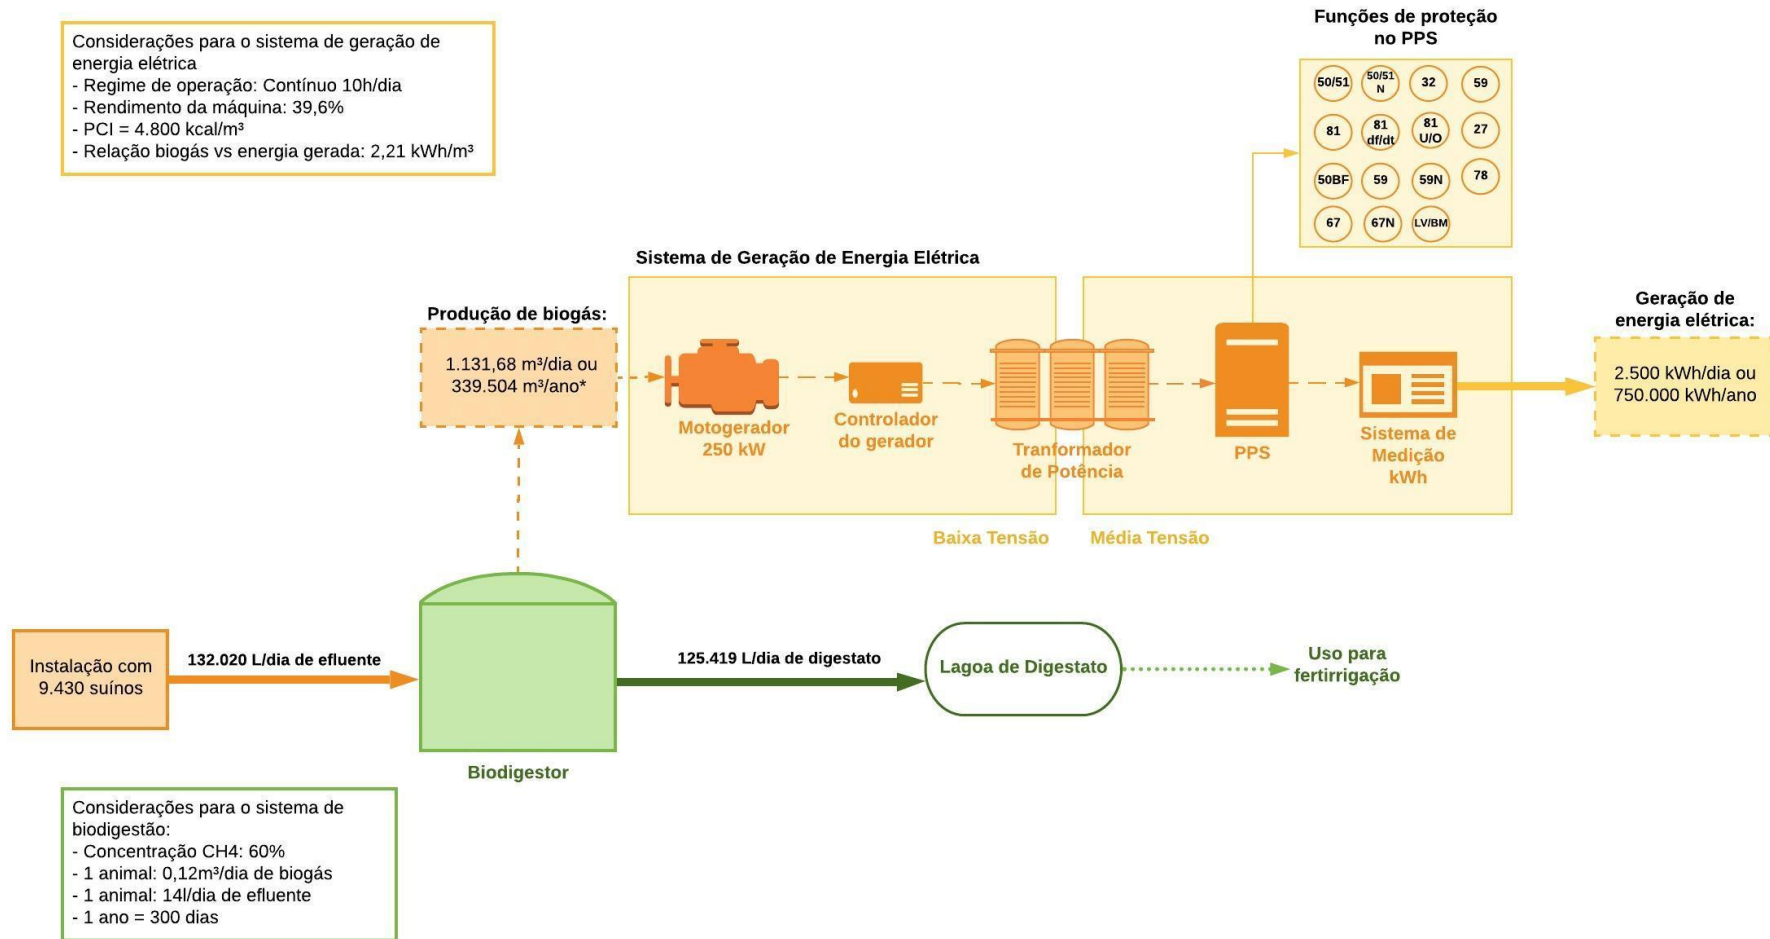 Considerações para o sistema de geração de
energia elétrica
- Regime de operação: Contínuo 10h/dia
- Rendimento da máquina: 39,6%
- PCI = 4.800 kcal/m³
- Relação biogás vs energia gerada: 2,21 kWh/m³
Funções de proteção
no PPS
50/51
50/51
N
32
59
81
81
df/dt
81
U/O
27
50BF
59
59N
78
67
67N
LV/BM
Sistema de Geração de Energia Elétrica
Produção de biogás:
1.131,68 m³/dia ou
339.504 m³/ano*
Motogerador
250 kW
Controlador
do gerador
Tranformador
de Potência
PPS
Sistema de
Medição
kWh
Geração de
energia elétrica:
2.500 kWh/dia ou
750.000 kWh/ano
Baixa Tensão
Média Tensão
Instalação com
9.430 suínos
132.020 L/dia de efluente
Biodigestor
125.419 L/dia de digestato
Lagoa de Digestato
Uso para
fertirrigação
Considerações para o sistema de
biodigestão:
- Concentração CH4: 60%
- 1 animal: 0,12m³/dia de biogás
- 1 animal: 14l/dia de efluente
- 1 ano = 300 dias